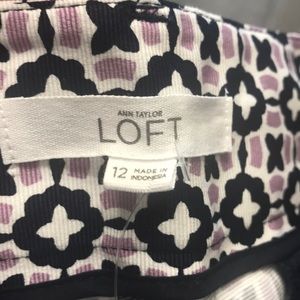 ANN TAYLOR
LOFT
12 MADE IN
INDONESIA